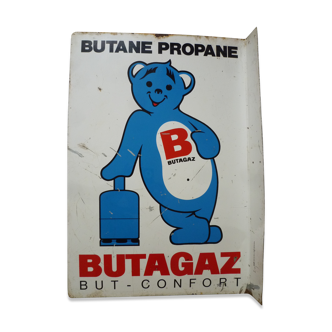 BUTANE PROPANE
B
BUTAGAZ
BUTAGAZ
BUT - CONFORT